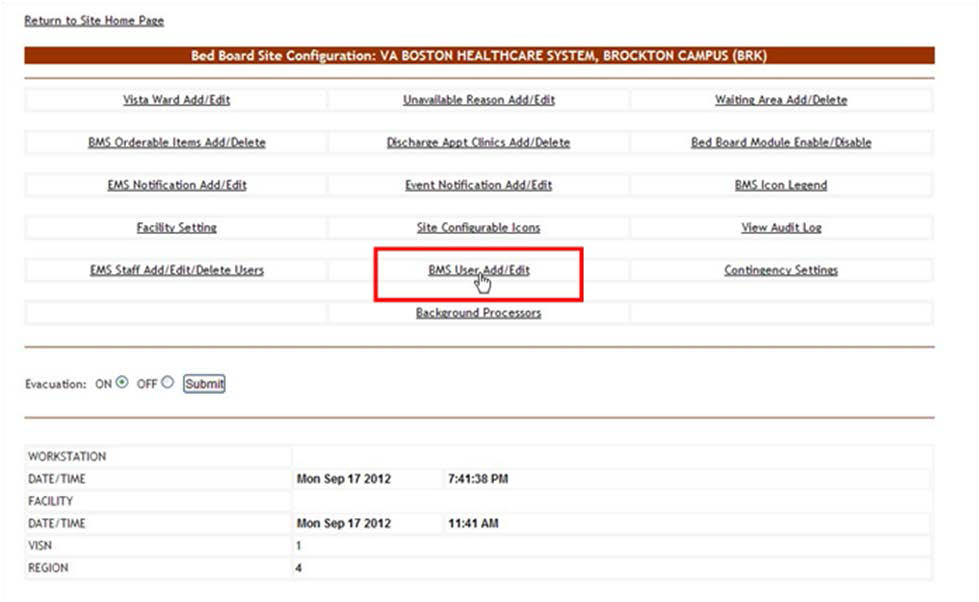 Return to Site Home Page
Bed Board Site Configuration: VA BOSTON HEALTHCARE SYSTEM, BROCKTON CAMPUS (BRK)
Vista Ward Add/Edit Unavailable Reason Add/Edit Waiting Area Add/Delete
BMS Orderable Items Add/Delete Discharge Appt Clinics Add/Delete Bed Board Module Enable/Disable
EMS Notification Add/Edit Event Notification Add/Edit BMS Icon Legend
Facility Setting Site Configurable Icons View Audit Log
EMS Staff Add/Edit/Delete Users BMS User Add/Edit Contingency Settings
Background Processors
Evacuation: ON OFF Submit
WORKSTATION
DATE/TIME Mon Sep 17 2012 7:41:38 PM
FACILITY
DATE/TIME Mon Sep 17 2012 11:41 AM
VISN 1
REGION 4